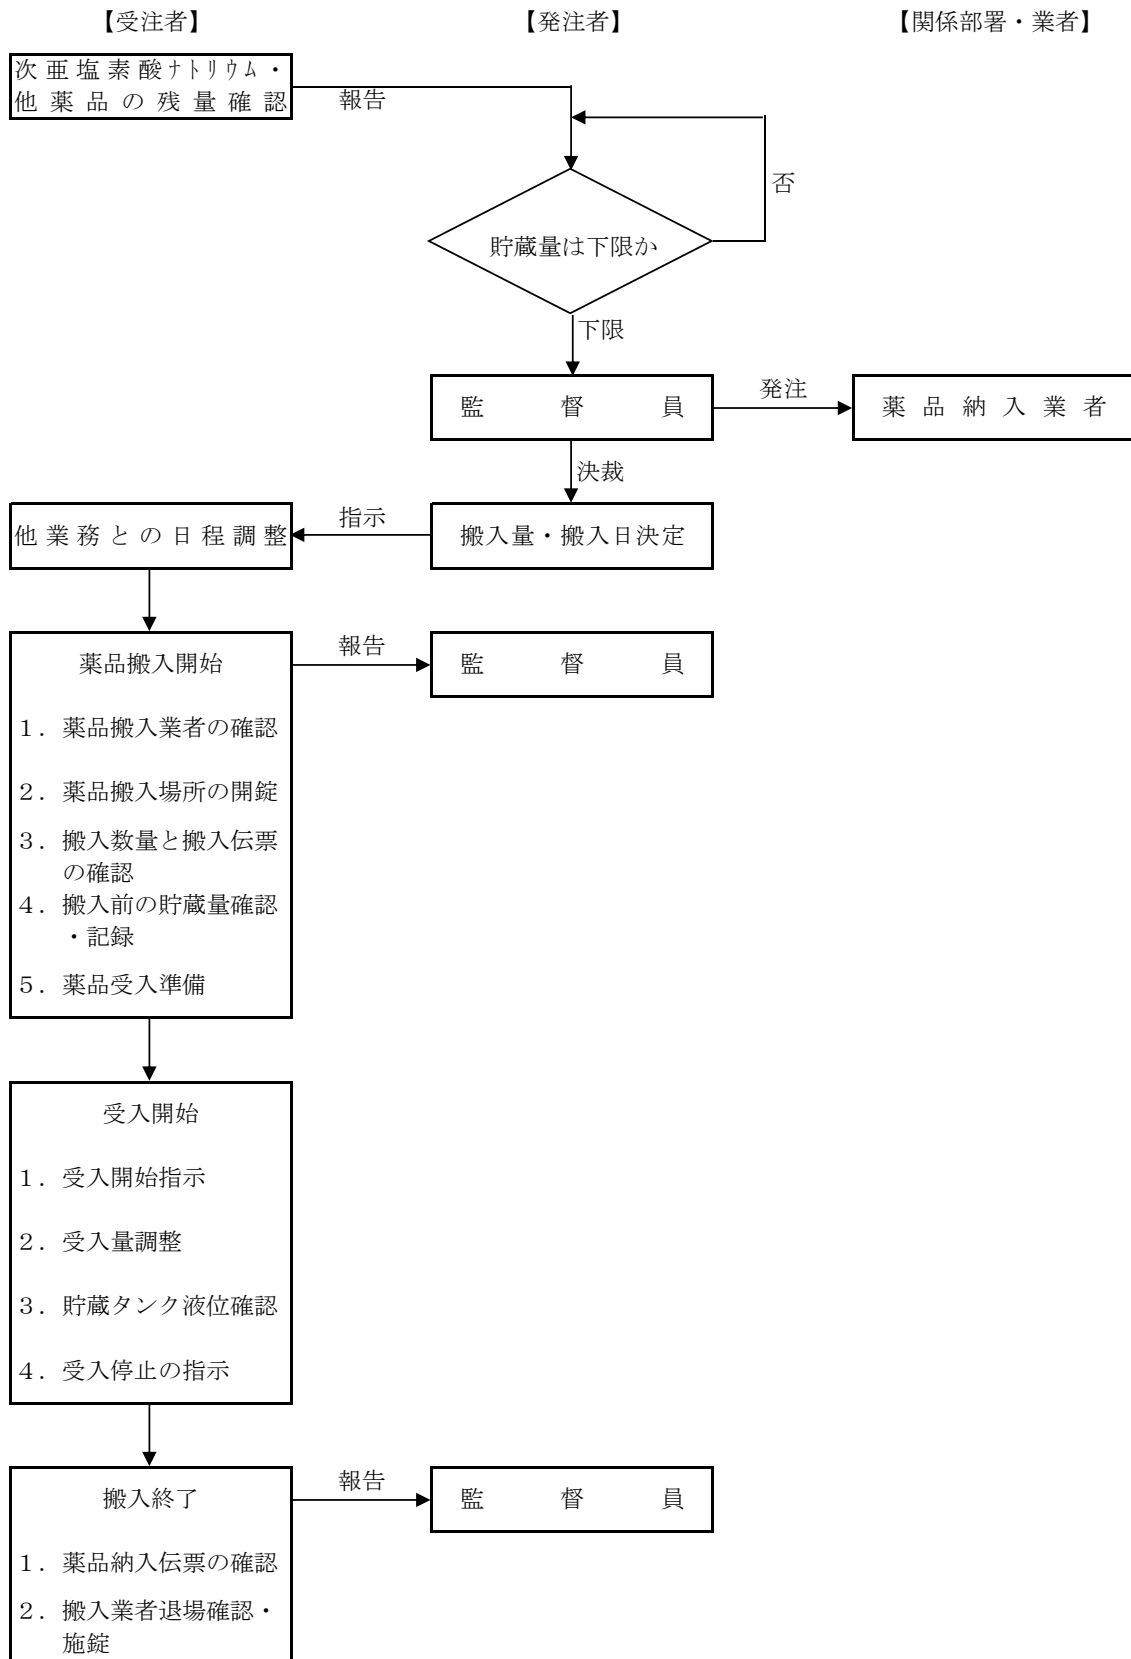 【受注者】
【発注者】
【関係部署・業者】
次亜塩素酸ﾅﾄﾘｳﾑ・
他薬品の残量確認
報告
否
貯蔵量は下限か
下限
監督員
発注
薬品納入業者
決裁
他業務との日程調整
指示
搬入量・搬入日決定
薬品搬入開始
報告
監督員
１．薬品搬入業者の確認
２．薬品搬入場所の開錠
３．搬入数量と搬入伝票
の確認
４．搬入前の貯蔵量確認
・記録
５．薬品受入準備
受入開始
１．受入開始指示
２．受入量調整
３．貯蔵タンク液位確認
４．受入停止の指示
搬入終了
報告
監督員
１．薬品納入伝票の確認
２．搬入業者退場確認・
施錠